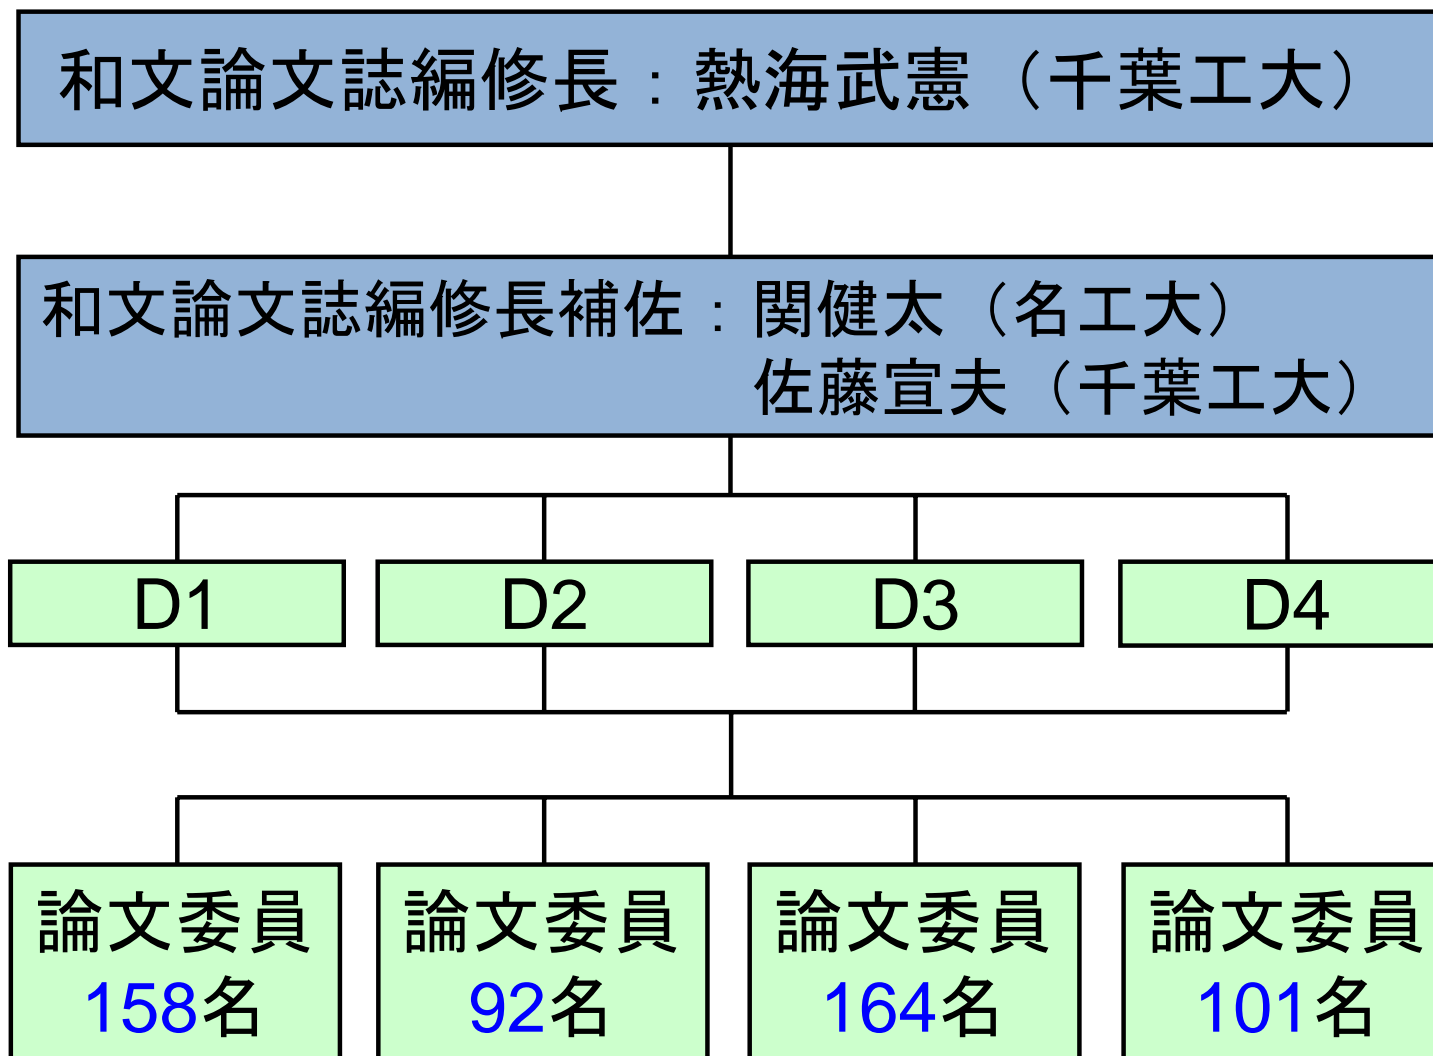 和文論文誌編修長：熱海武憲（千葉工大）
和文論文誌編修長補佐：関健太（名工大）
佐藤宣夫（千葉工大）
D1 D2 D3 D4
論文委員 論文委員 論文委員 論文委員
158名 92名 164名 101名